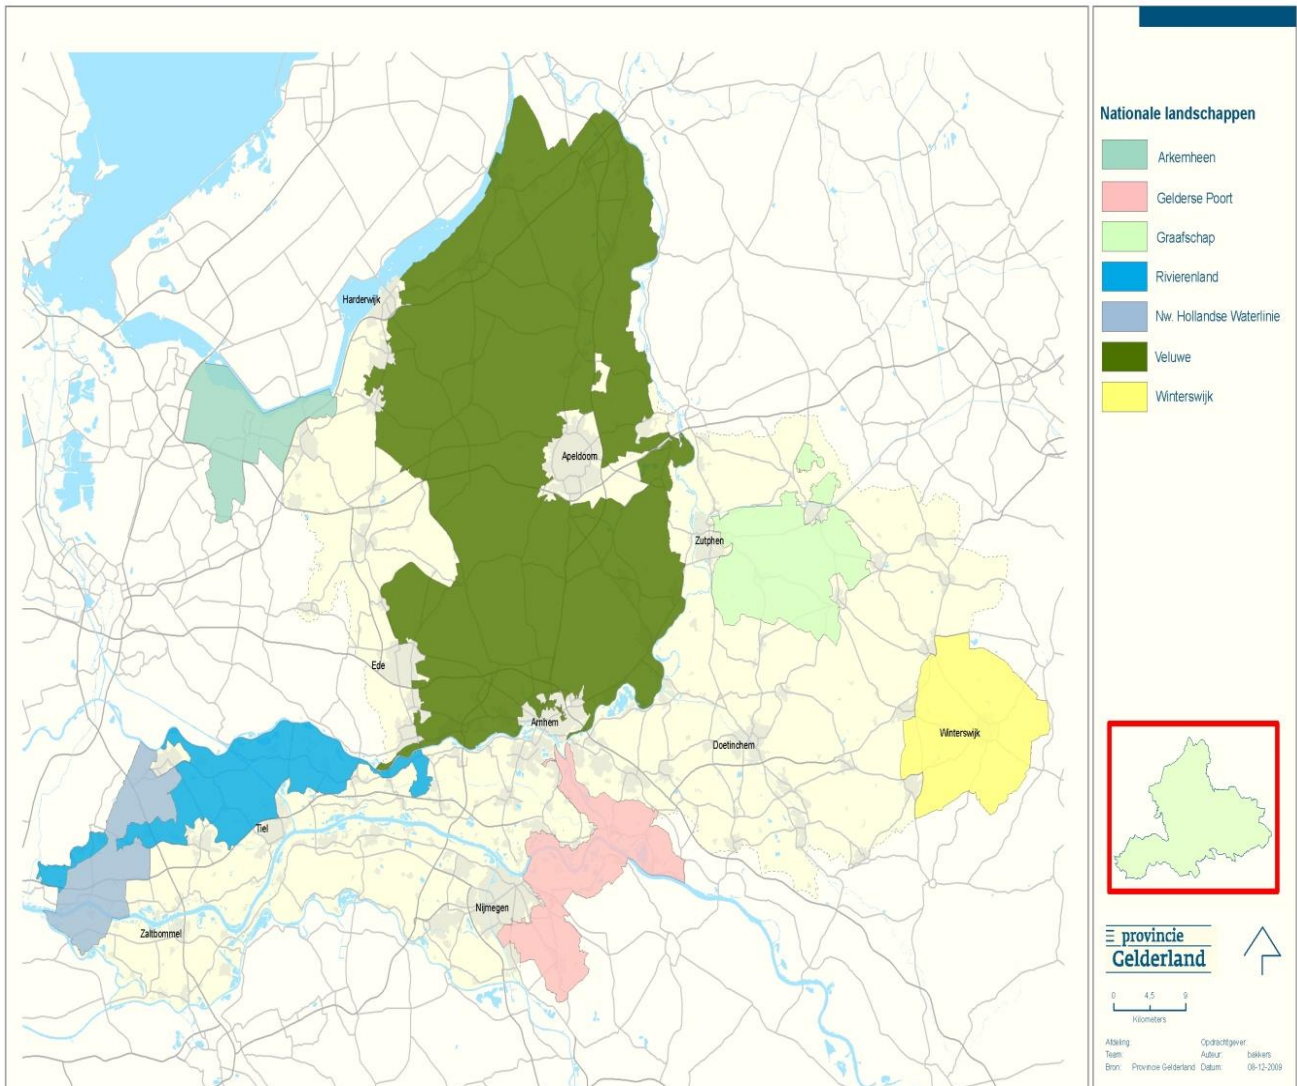 Harderwijk
Apeldoorn
Zutphen
Ede
Arnhem
Doetinchem
Winterswijk
Tiel
Nijmegen
Zaltbommel
Nationale landschappen
Arkemheen
Gelderse Poort
Graafschap
Rivierenland
Nw. Hollandse Waterlinie
Veluwe
Winterswijk
provincie
Gelderland
0 4,5 9
Kilometers
Afdeling: Opdrachtgever:
Team: Auteur: bakkers
Bron: Provincie Gelderland Datum: 08-12-2009